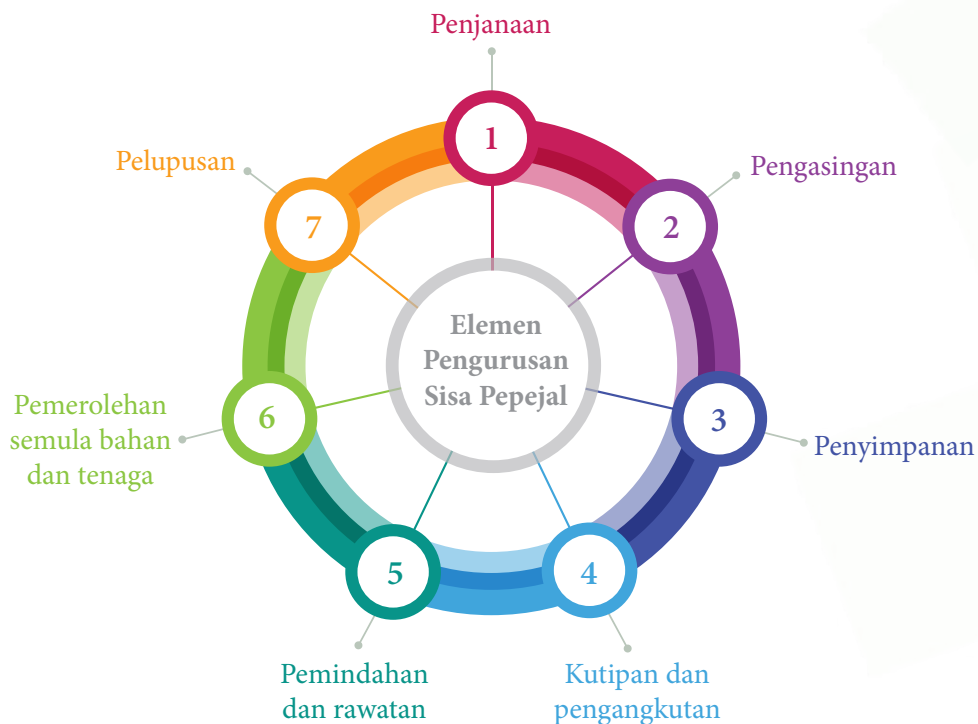 Penjanaan
1
Pengasingan
2
Penyimpanan
3
Kutipan dan
pengangkutan
4
Pemindahan
dan rawatan
5
Pemerolehan
semula bahan
dan tenaga
6
Pelupusan
7
Elemen
Pengurusan
Sisa Pepejal